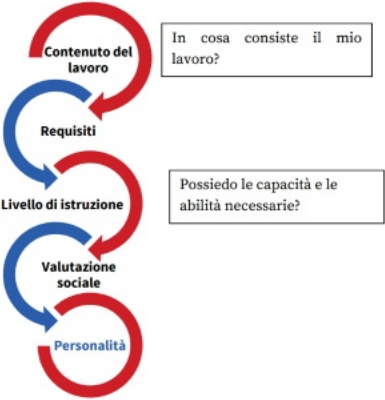 Contenuto del
lavoro
In cosa consiste il mio
lavoro?
Requisiti
Livello di istruzione
Possiedo le capacità e le
abilità necessarie?
Valutazione
sociale
Personalità